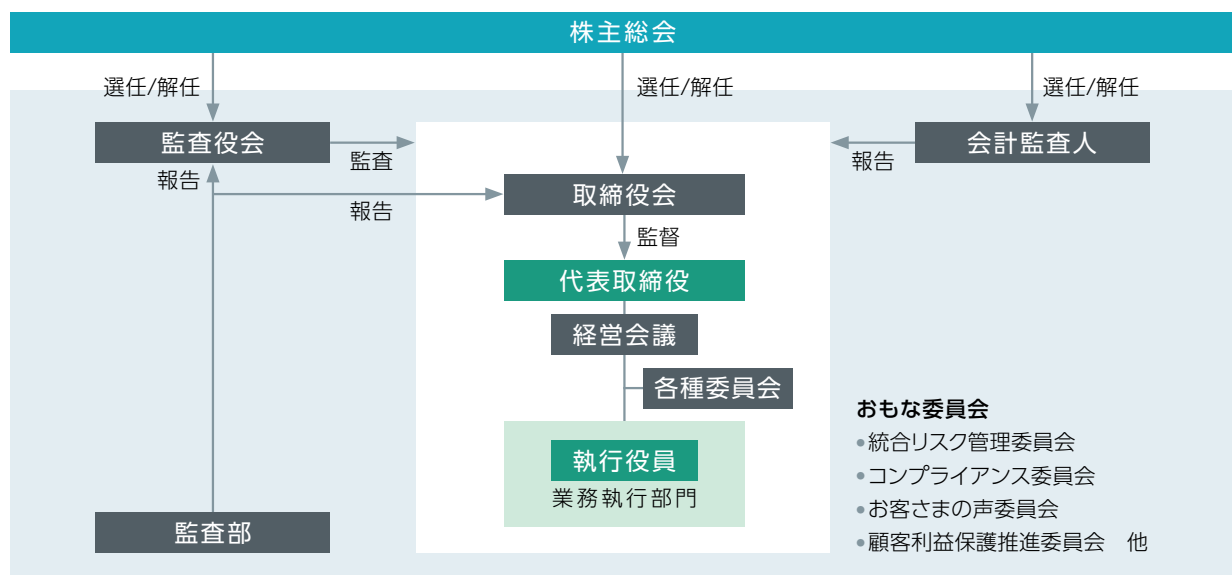 株主総会
選任/解任
選任/解任
選任/解任
監査役会
監査
報告
会計監査人
報告
取締役会
報告
監督
代表取締役
経営会議
各種委員会
執行役員
業務執行部門
監査部
おもな委員会
•統合リスク管理委員会
•コンプライアンス委員会
•お客さまの声委員会
•顧客利益保護推進委員会　他